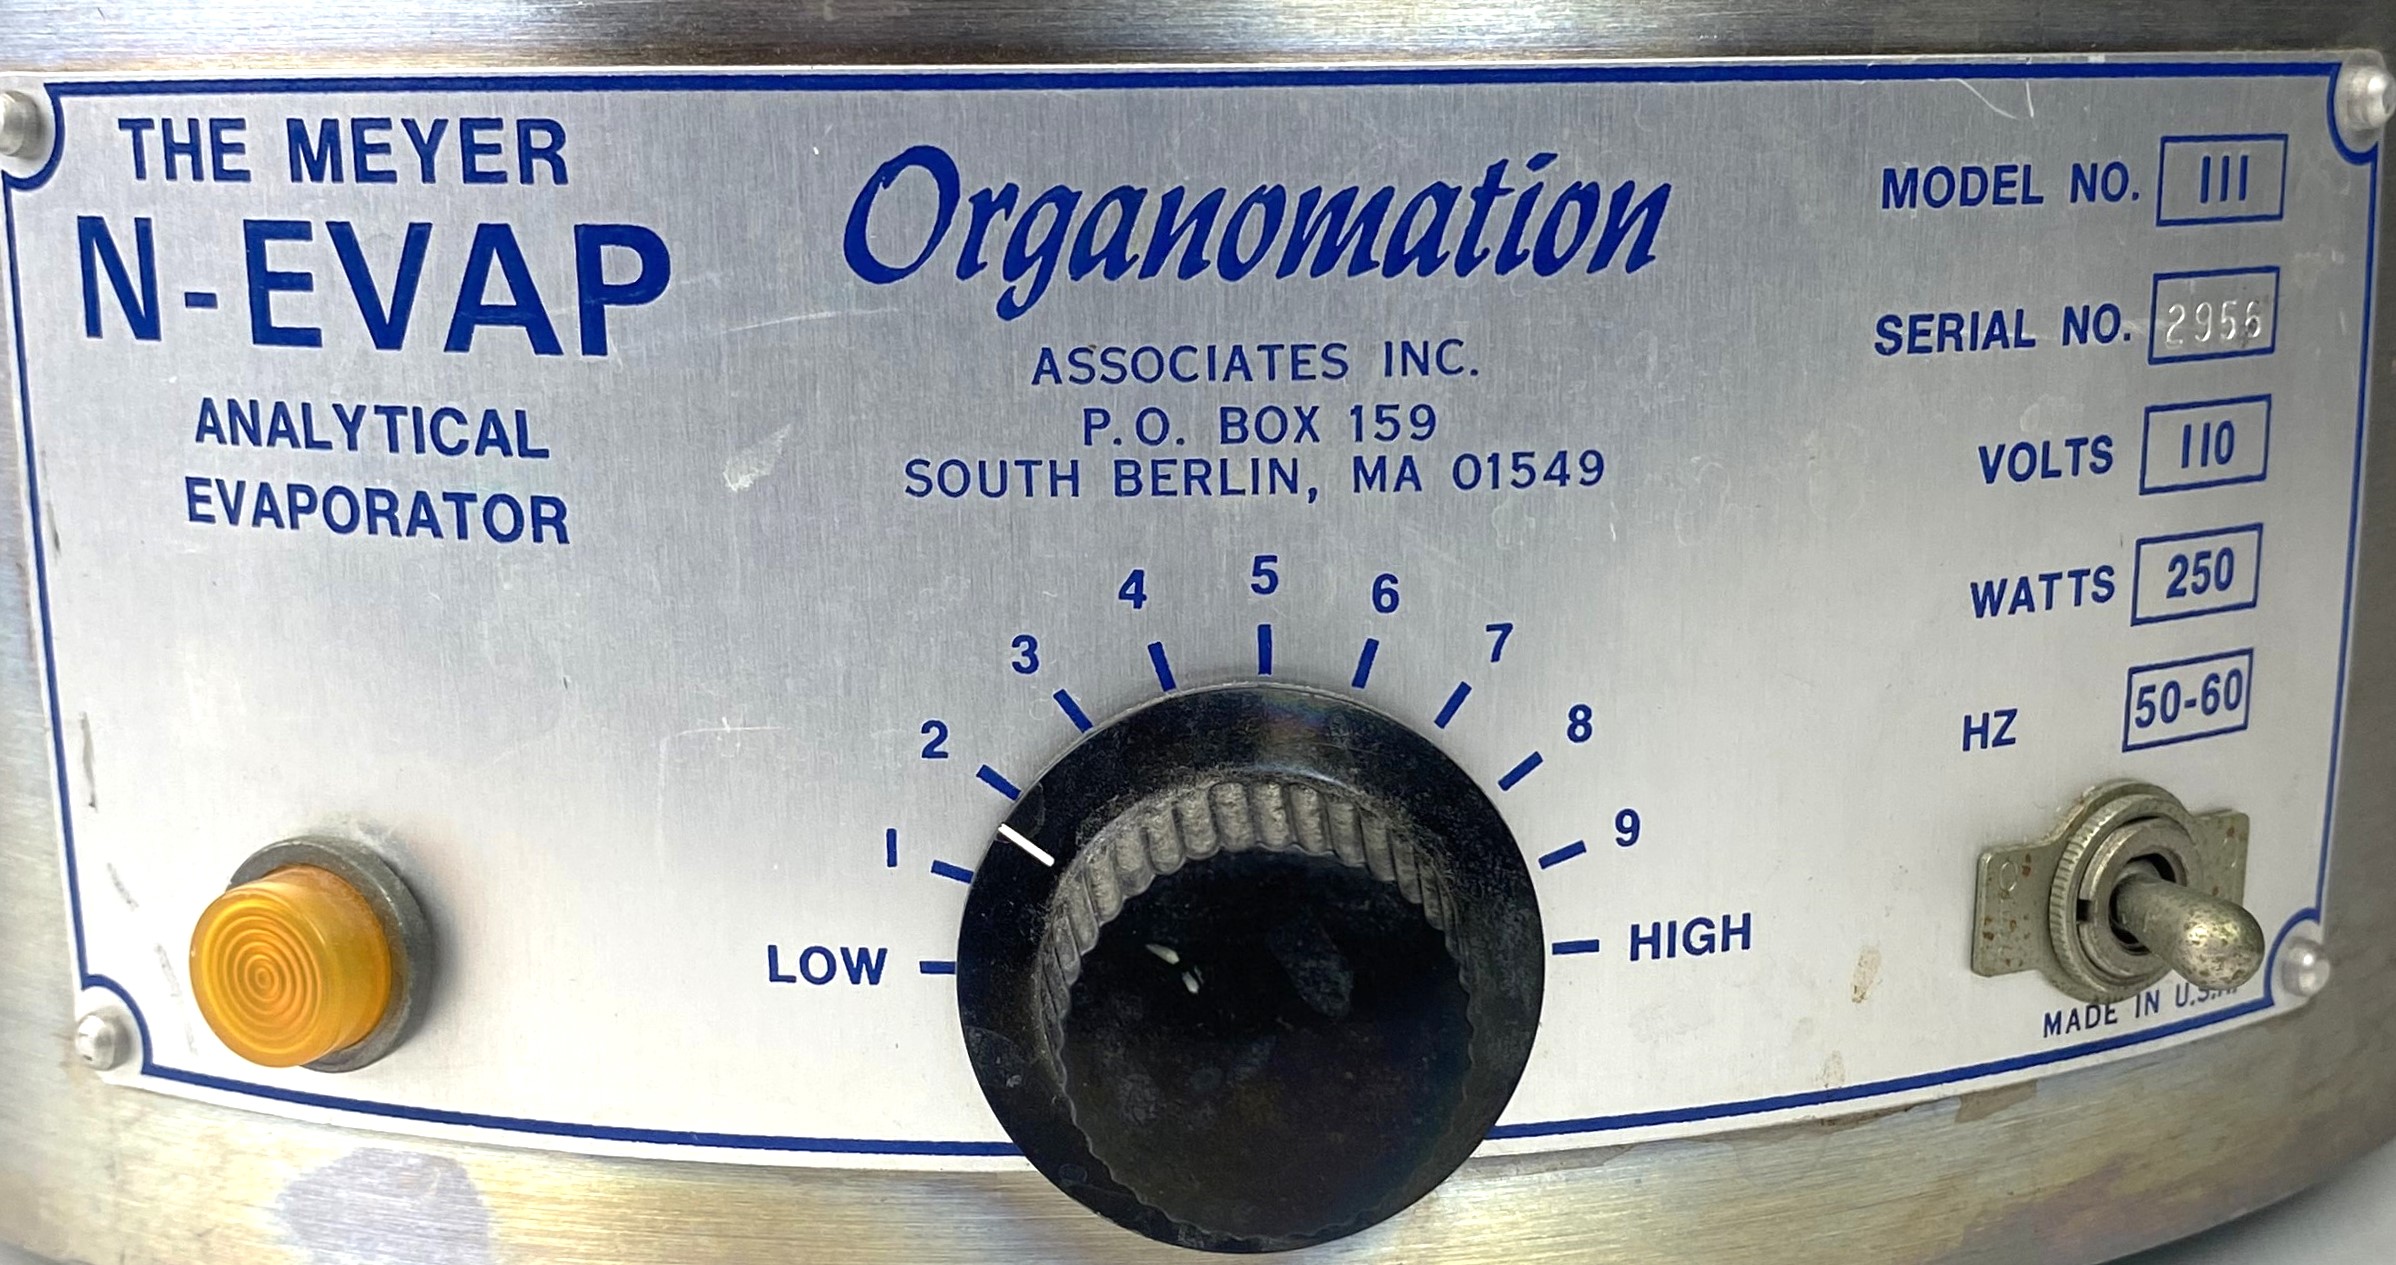 THE MEYER
N-EVAP
ANALYTICAL
EVAPORATOR
Organomation
ASSOCIATES INC.
P.O. BOX 159
SOUTH BERLIN, MA 01549
MODEL NO. 111
SERIAL NO. 2956
VOLTS 110
WATTS 250
HZ 50-60
LOW
1
2
3
4
5
6
7
8
9
HIGH
MADE IN U.S.A.